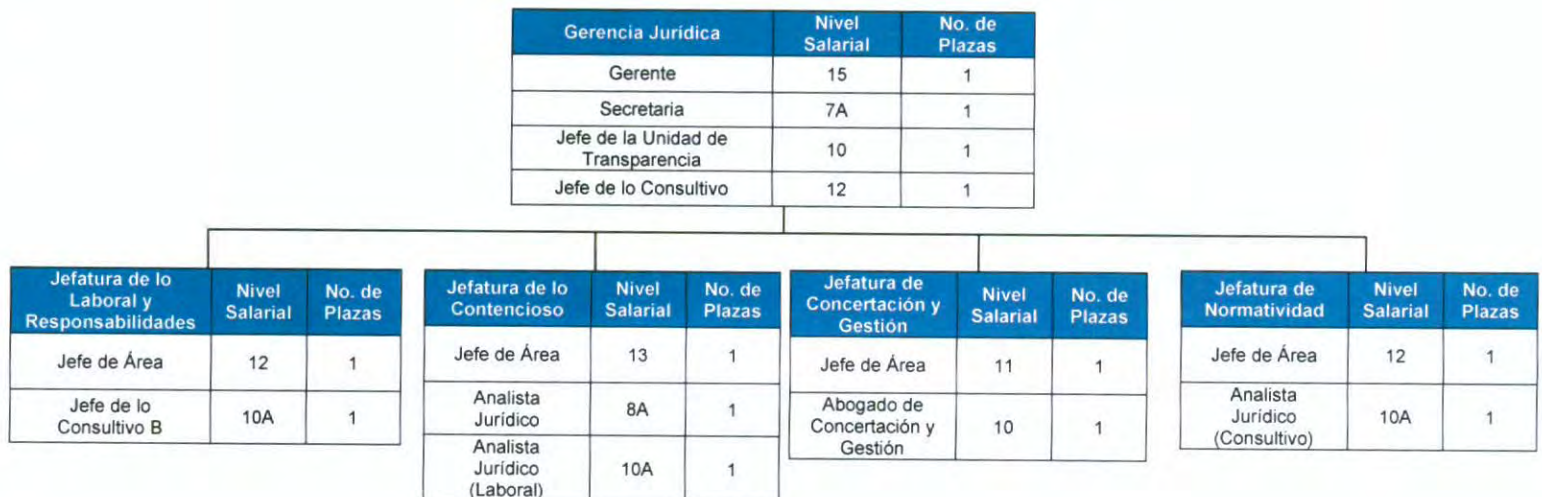 Gerencia Jurídica Nivel Salarial No. de Plazas
Gerente 15 1
Secretaria 7A 1
Jefe de la Unidad de Transparencia 10 1
Jefe de lo Consultivo 12 1
Jefatura de lo Laboral y Responsabilidades Nivel Salarial No. de Plazas
Jefe de Área 12 1
Jefe de lo Consultivo B 10A 1
Jefatura de lo Contencioso Nivel Salarial No. de Plazas
Jefe de Área 13 1
Analista Jurídico 8A 1
Analista Jurídico (Laboral) 10A 1
Jefatura de Concertación y Gestión Nivel Salarial No. de Plazas
Jefe de Área 11 1
Abogado de Concertación y Gestión 10 1
Jefatura de Normatividad Nivel Salarial No. de Plazas
Jefe de Área 12 1
Analista Jurídico (Consultivo) 10A 1